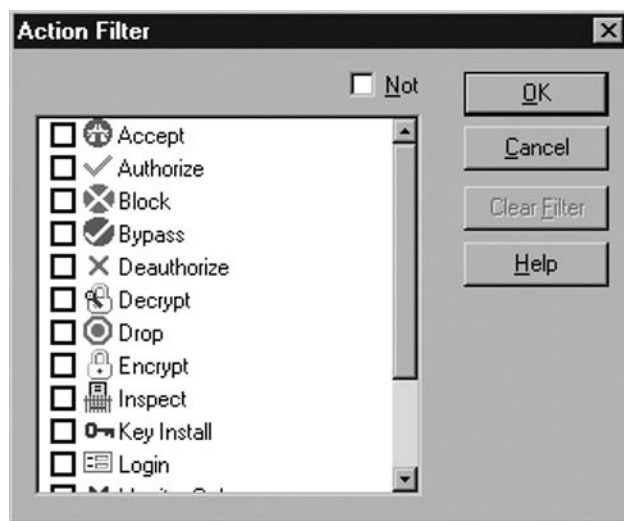 Action Filter
Not
OK
Cancel
Clear Filter
Help
Accept
Authorize
Block
Bypass
Deauthorize
Decrypt
Drop
Encrypt
Inspect
Key Install
Login